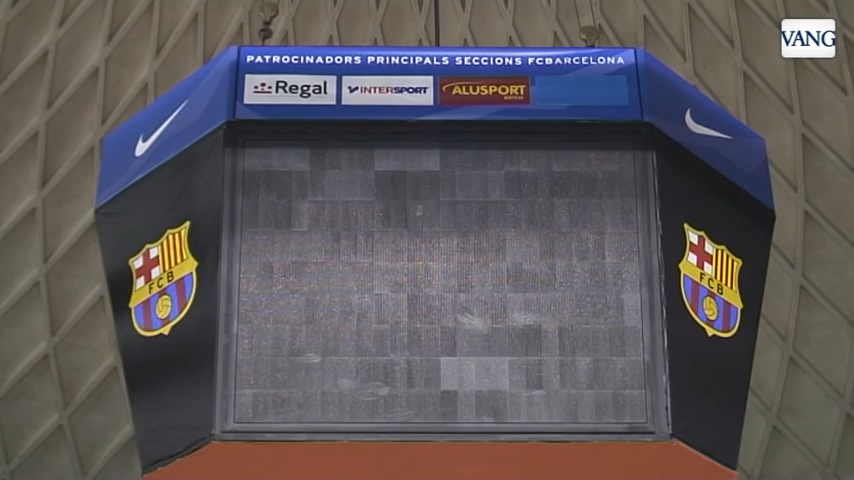 VANG
PATROCINADORS PRINCIPALS SECCIONS FCBARCELONA
Regal
INTERSPORT
ALUSPORT
FCB
FCB